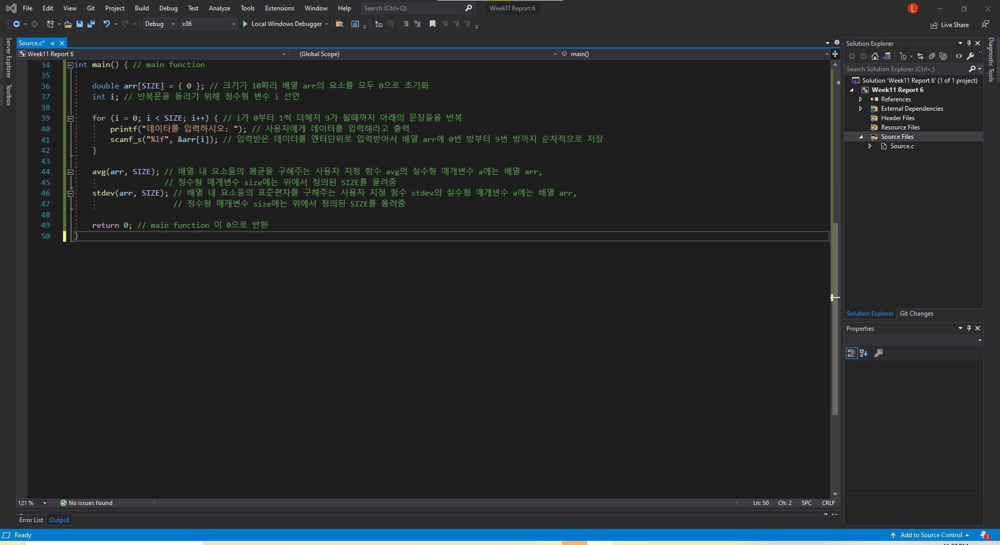 File Edit View Git Project Build Debug Test Analyze Tools Extensions Window Help Search (Ctrl+Q) Week11 Report 6 L
Debug x86 Local Windows Debugger Live Share
Server Explorer
Toolbox
Source.c*
Week11 Report 6 (Global Scope) main()
34 int main() { // main function
35
36 double arr[SIZE] = { 0 }; // 크기가 10짜리 배열 arr의 요소를 모두 0으로 초기화
37 int i; // 반복문을 돌리기 위해 정수형 변수 i 선언
38
39 for (i = 0; i < SIZE; i++) { // i가 0부터 1씩 더해져 9가 될때까지 아래의 문장들을 반복
40 printf("데이터를 입력하시오: "); // 사용자에게 데이터를 입력해라고 출력
41 scanf_s("%lf", &arr[i]); // 입력받은 데이터를 엔터단위로 입력받아서 배열 arr에 0번 방부터 9번 방까지 순차적으로 저장
42 }
43
44 avg(arr, SIZE); // 배열 내 요소들의 평균을 구해주는 사용자 지정 함수 avg의 실수형 매개변수 a에는 배열 arr,
45 // 정수형 매개변수 size에는 위에서 정의된 SIZE를 올려줌
46 stdev(arr, SIZE); // 배열 내 요소들의 표준편차를 구해주는 사용자 지정 함수 stdev의 실수형 매개변수 a에는 배열 arr,
47 // 정수형 매개변수 size에는 위에서 정의된 SIZE를 올려줌
48
49 return 0; // main function 이 0으로 반환
50 }
121 % No issues found Ln: 50 Ch: 2 SPC CRLF
Error List Output
Ready Add to Source Control 3
Solution Explorer
Search Solution Explorer (Ctrl+;)
Solution 'Week11 Report 6' (1 of 1 project)
Week11 Report 6
References
External Dependencies
Header Files
Resource Files
Source Files
Source.c
Solution Explorer Git Changes
Properties
Diagnostic Tools